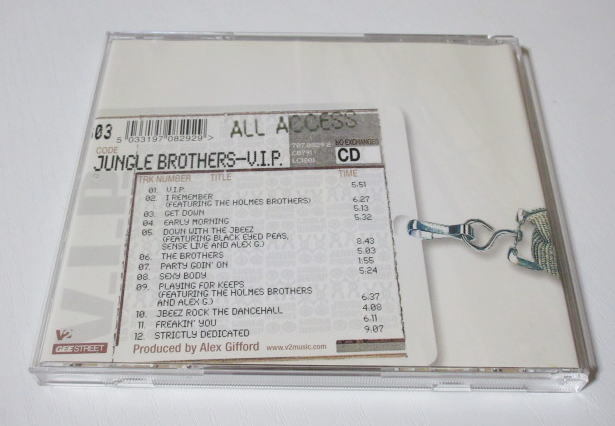 :03
5 033197 082929>
ALL ACCESS
CODE
NO EXCHANGES
JUNGLE BROTHERS—V.I.P.
CD
TRK NUMBER TITLE TIME
01. V.I.P. 5.51
02. I REMEMBER
(FEATURING THE HOLMES BROTHERS) 6.27
03. GET DOWN 5.13
04. EARLY MORNING 5.32
05. DOWN WITH THE JBEEZ
(FEATURING BLACK EYED PEAS,
SENSE LIVE AND ALEX G.) 8.43
06. THE BROTHERS 5.03
07. PARTY GOIN' ON 1:55
08. SEXY BODY 5.24
09. PLAYING FOR KEEPS
(FEATURING THE HOLMES BROTHERS
AND ALEX G.) 6.37
10. JBEEZ ROCK THE DANCEHALL 4.08
11. FREAKIN' YOU 6.11
12. STRICTLY DEDICATED 9.07
Produced by Alex Gifford www.v2music.com
V.I.P.
V2
GEE STREET